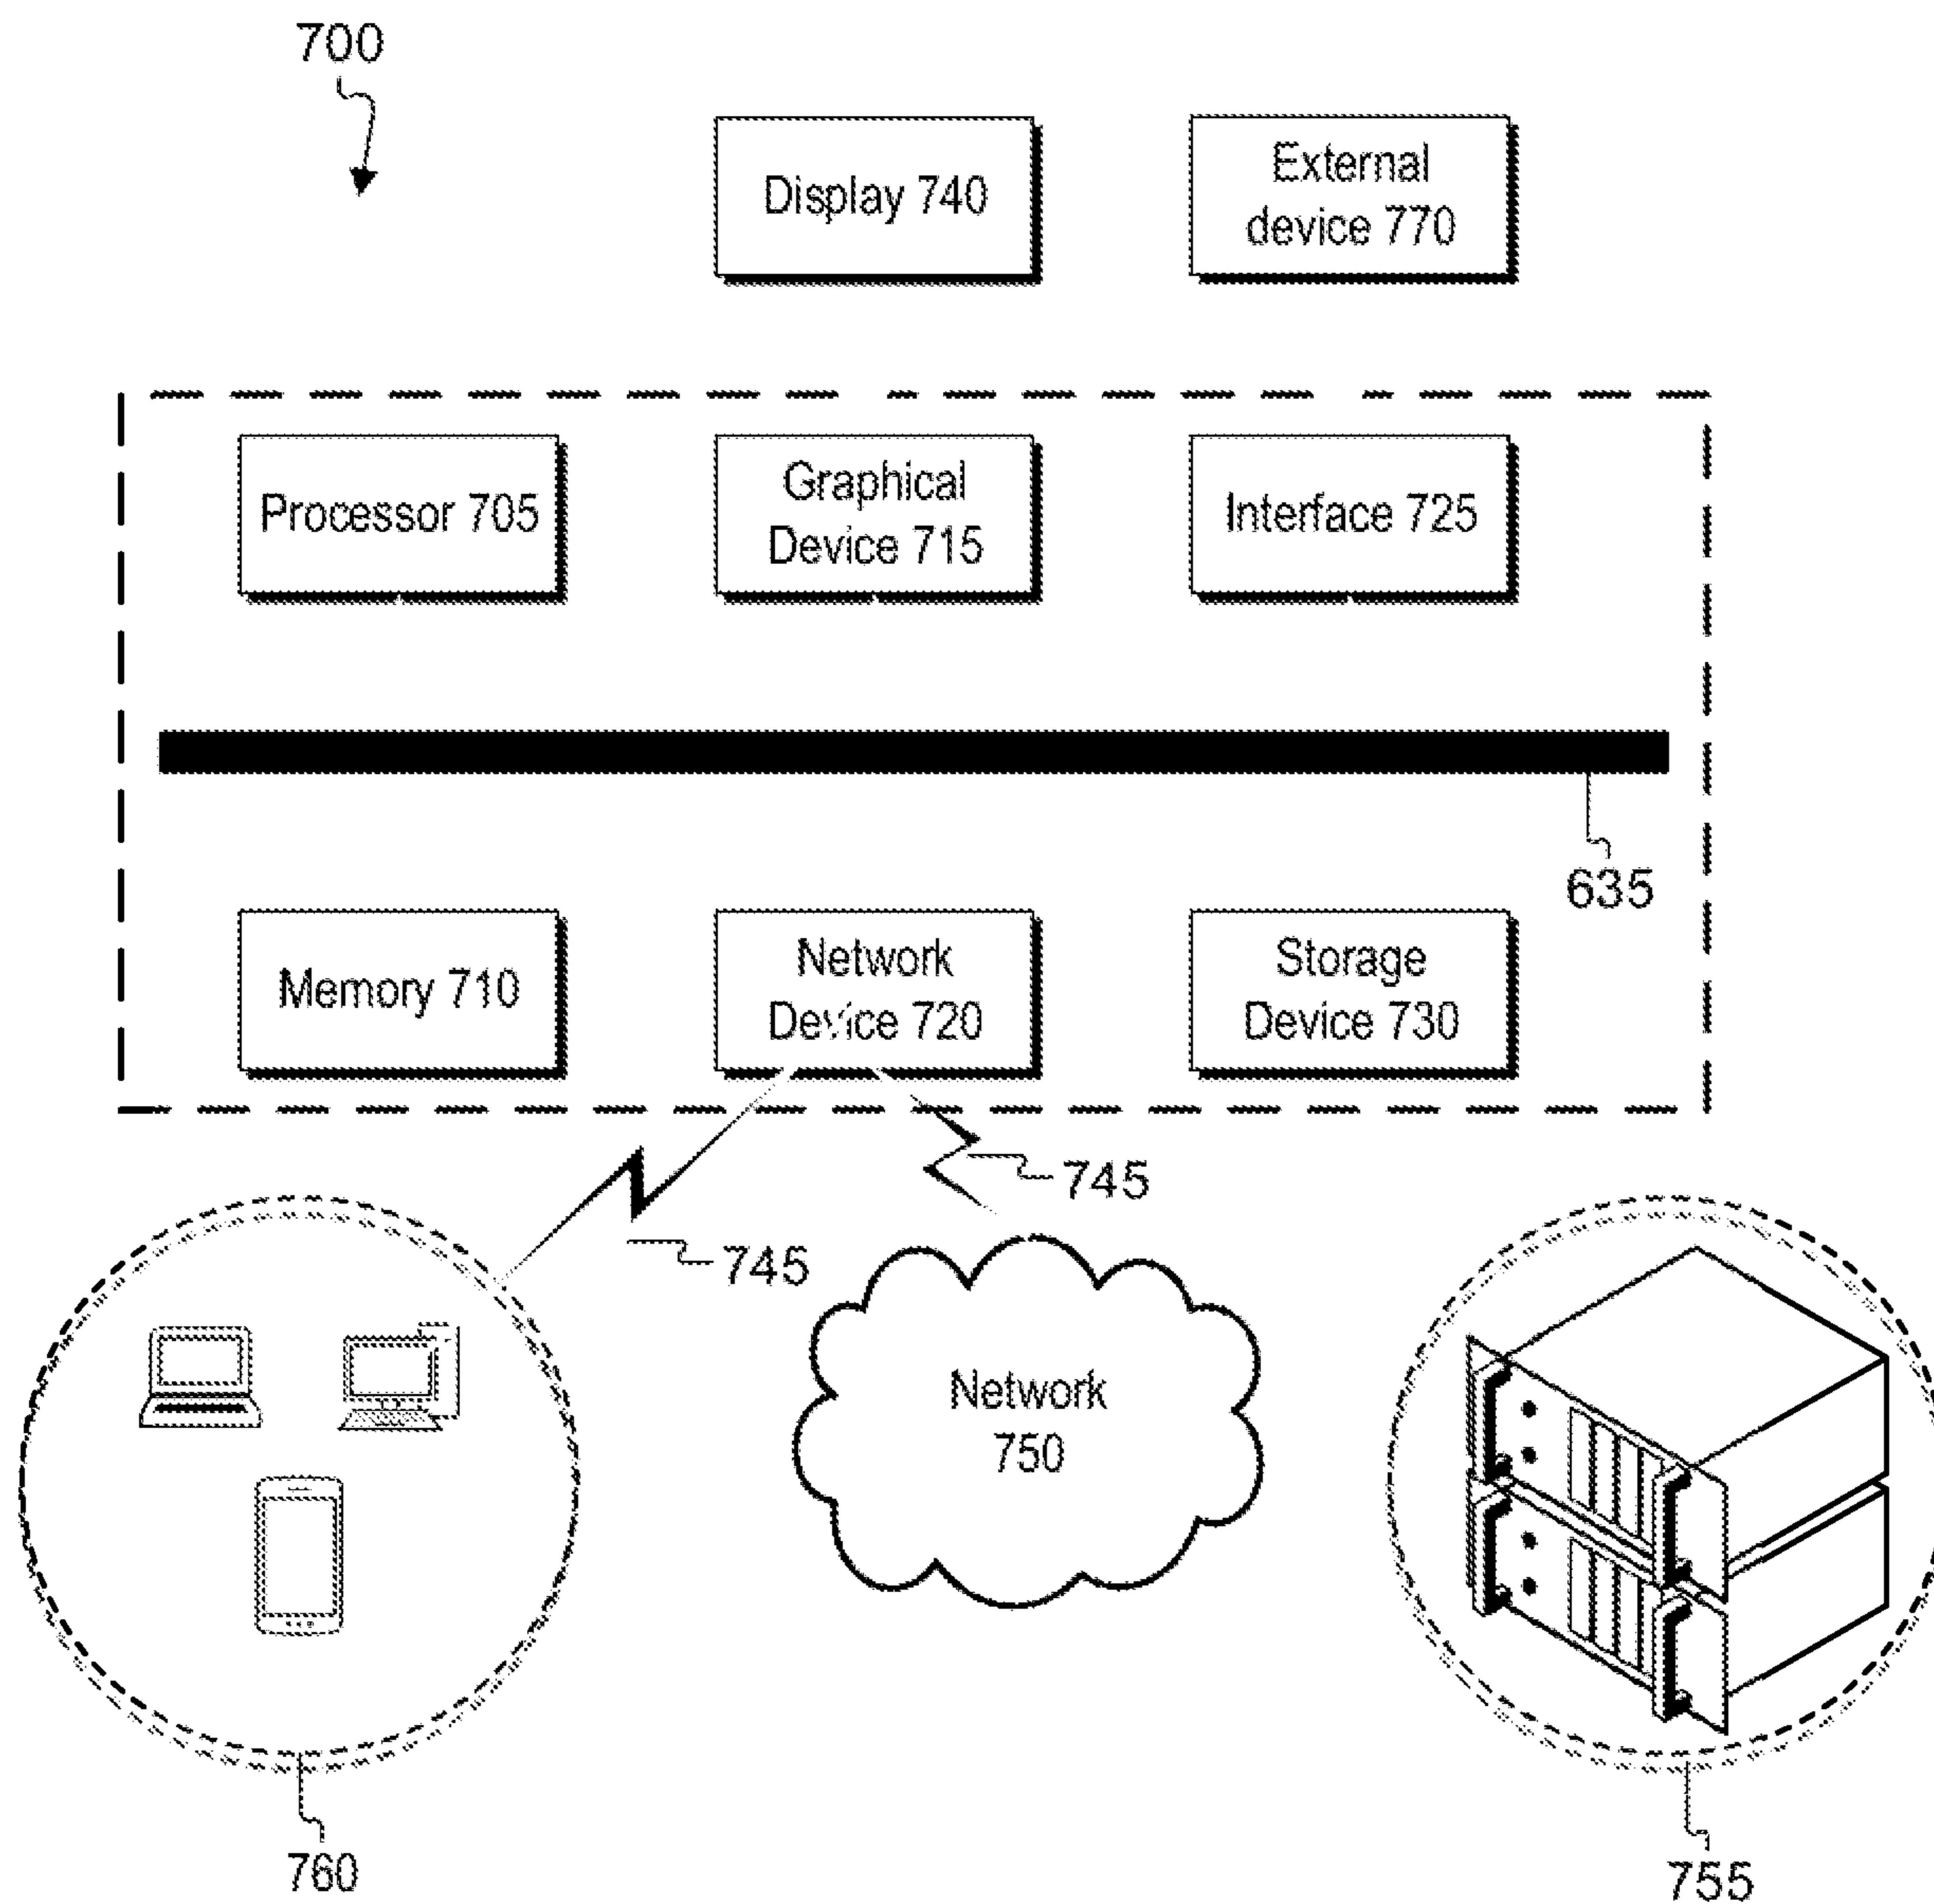 700
Display 740
External
device 770
Processor 705
Graphical
Device 715
Interface 725
635
Memory 710
Network
Device 720
Storage
Device 730
745
745
Network
750
760
755